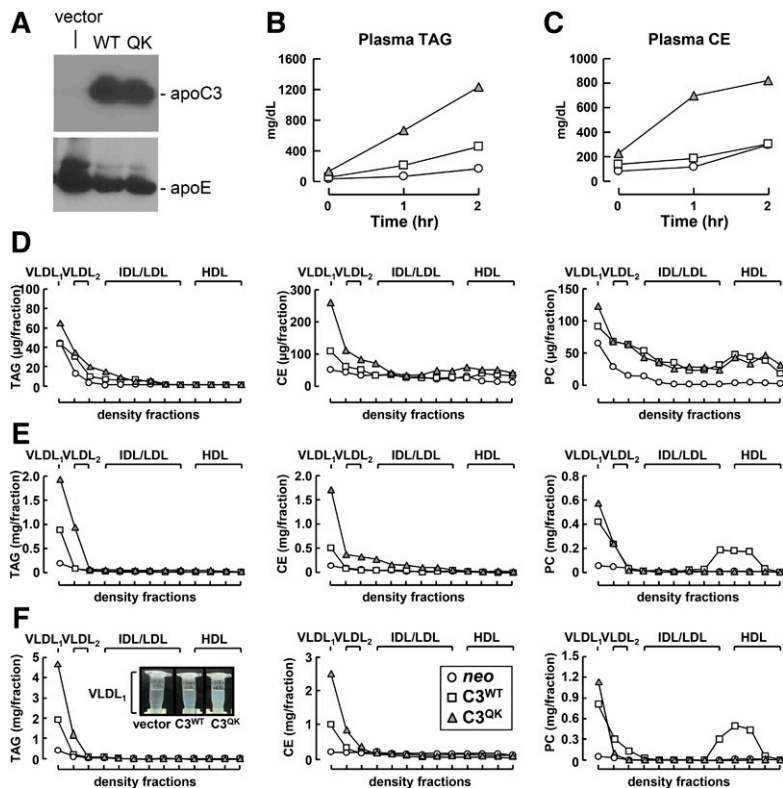 A
vector
WT QK
- apoC3
- apoE
B
Plasma TAG
mg/dL
1600
1200
800
400
0
0 1 2
Time (hr)
C
Plasma CE
mg/dL
1000
800
600
400
200
0
0 1 2
Time (hr)
D
VLDL1 VLDL2 IDL/LDL HDL
TAG (µg/fraction)
100
80
60
40
20
0
density fractions
VLDL1 VLDL2 IDL/LDL HDL
CE (µg/fraction)
300
200
100
0
density fractions
VLDL1 VLDL2 IDL/LDL HDL
PC (µg/fraction)
150
100
50
0
density fractions
E
VLDL1 VLDL2 IDL/LDL HDL
TAG (mg/fraction)
2.0
1.5
1.0
0.5
0
density fractions
VLDL1 VLDL2 IDL/LDL HDL
CE (mg/fraction)
2.0
1.5
1.0
0.5
0
density fractions
VLDL1 VLDL2 IDL/LDL HDL
PC (mg/fraction)
0.8
0.6
0.4
0.2
0
density fractions
F
VLDL1 VLDL2 IDL/LDL HDL
TAG (mg/fraction)
5
4
3
2
1
0
VLDL1
vector C3WT C3QK
density fractions
VLDL1 VLDL2 IDL/LDL HDL
CE (mg/fraction)
3
2
1
0
neo
C3WT
C3QK
density fractions
VLDL1 VLDL2 IDL/LDL HDL
PC (mg/fraction)
1.5
1.2
0.9
0.6
0.3
0
density fractions